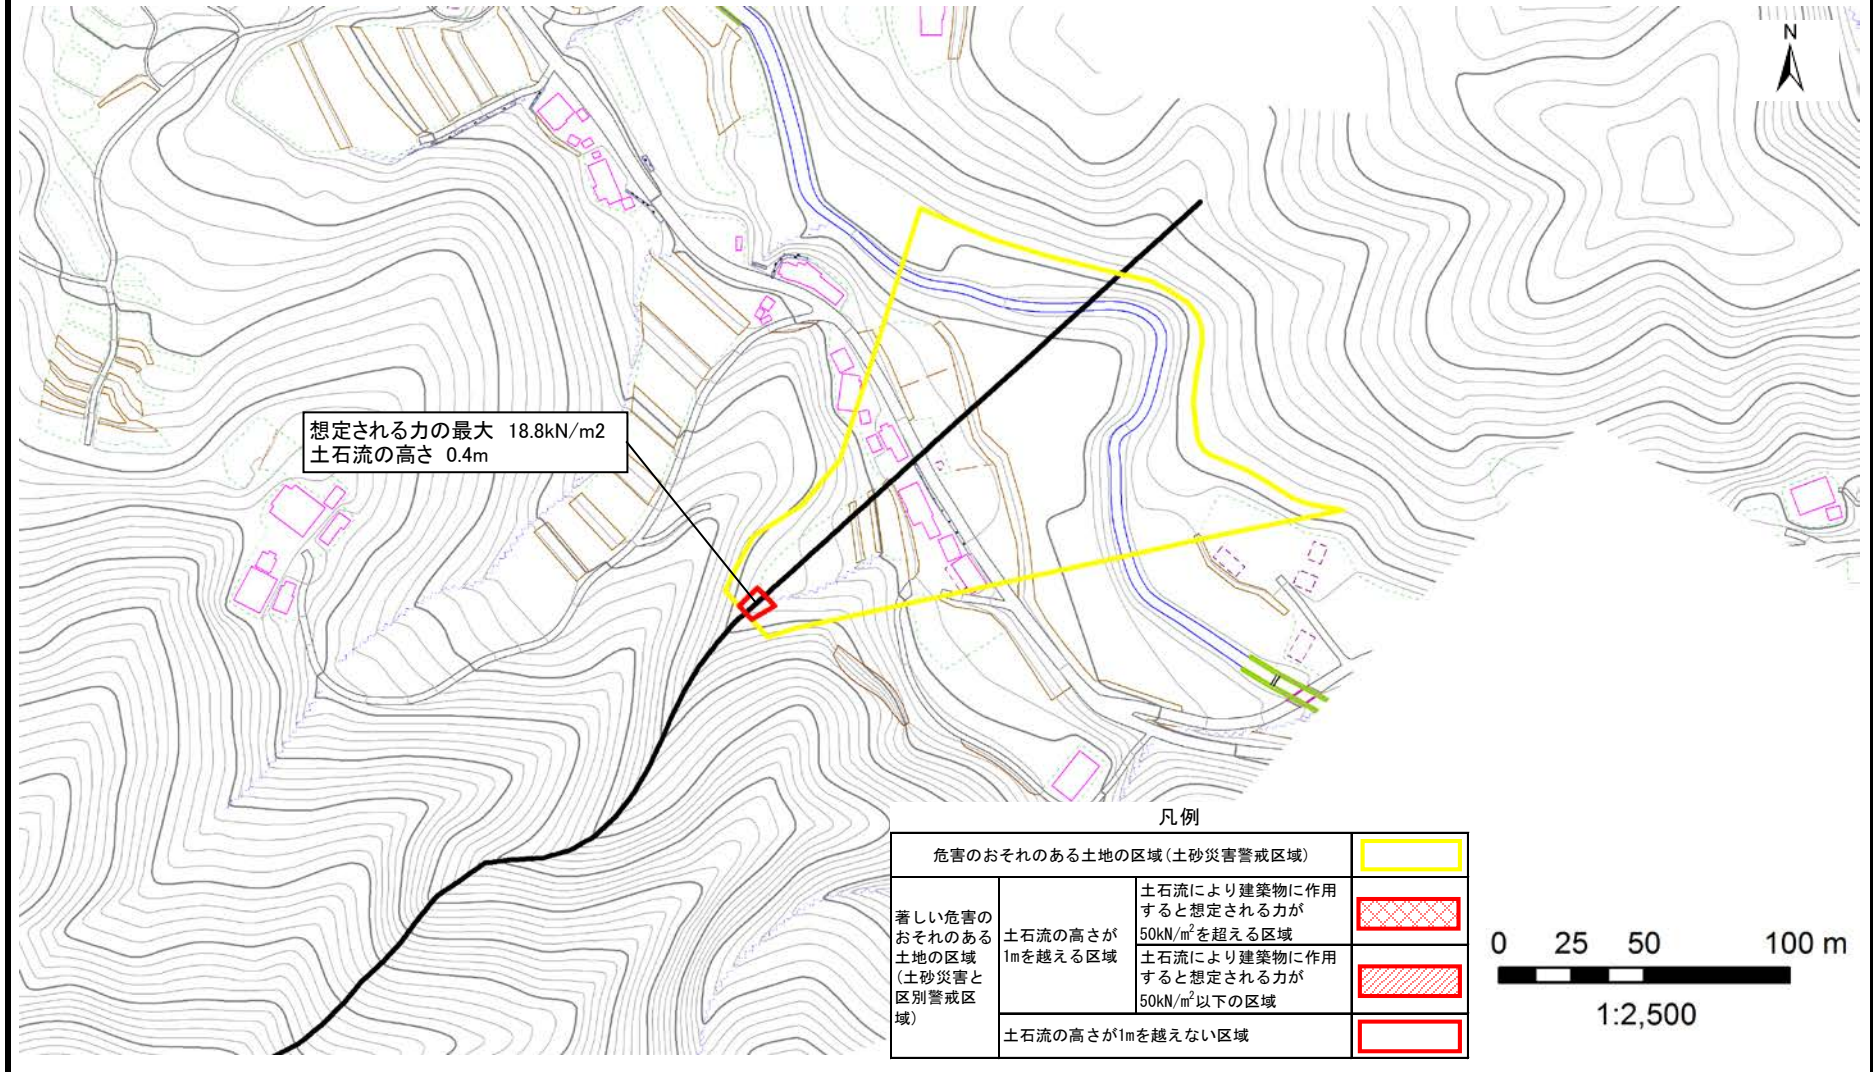 N
想定される力の最大 18.8kN/m2
土石流の高さ 0.4m
凡例
危害のおそれのある土地の区域(土砂災害警戒区域)
著しい危害の
おそれのある
土地の区域
(土砂災害と
区別警戒区
域)
土石流の高さが
1mを越える区域
土石流により建築物に作用
すると想定される力が
50kN/㎡を超える区域
土石流により建築物に作用
すると想定される力が
50kN/㎡以下の区域
土石流の高さが1mを越えない区域
0 25 50 100 m
1:2,500